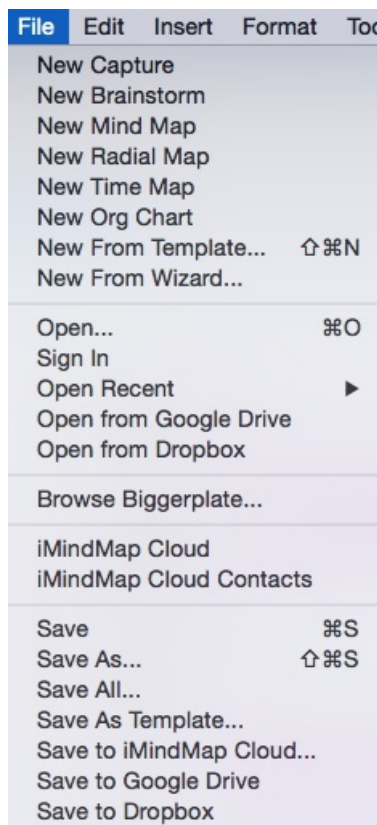 File Edit Insert Format
New Capture
New Brainstorm
New Mind Map
New Radial Map
New Time Map
New Org Chart
New From Template... ⇧⌘N
New From Wizard...
Open... ⌘O
Sign In
Open Recent ▶
Open from Google Drive
Open from Dropbox
Browse Biggerplate...
iMindMap Cloud
iMindMap Cloud Contacts
Save ⌘S
Save As... ⇧⌘S
Save All...
Save As Template...
Save to iMindMap Cloud...
Save to Google Drive
Save to Dropbox